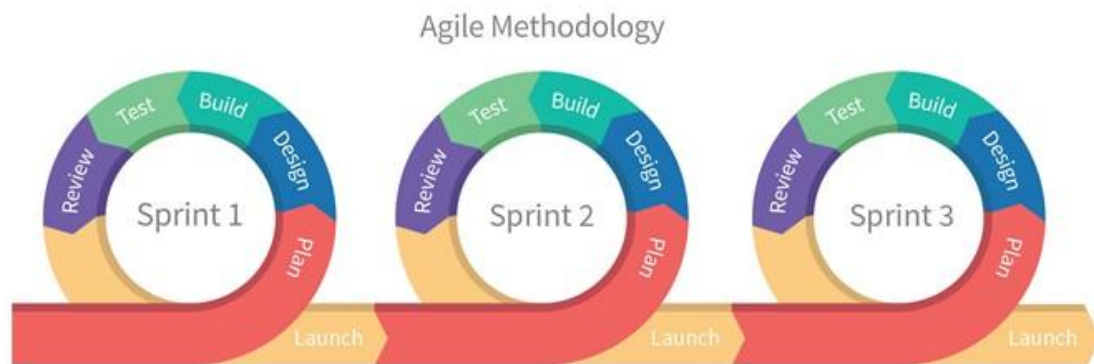 Agile Methodology
Test
Build
Review
Design
Sprint 1
Plan
Launch
Test
Build
Review
Design
Sprint 2
Plan
Launch
Test
Build
Review
Design
Sprint 3
Plan
Launch